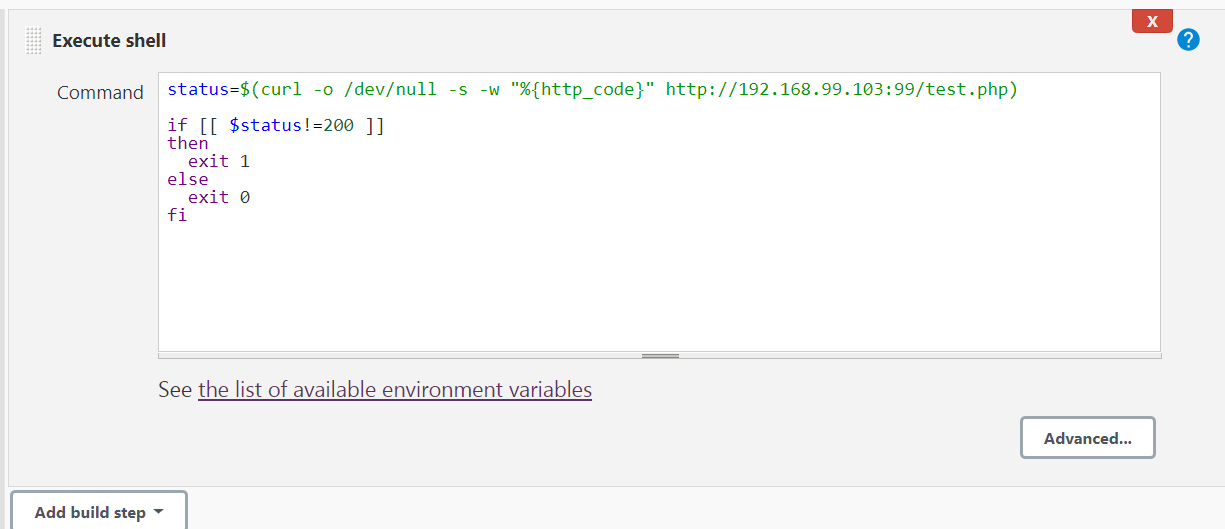 X
Execute shell
?
Command
status=$(curl -o /dev/null -s -w "%{http_code}" http://192.168.99.103:99/test.php)
if [[ $status!=200 ]]
then
  exit 1
else
  exit 0
fi
See the list of available environment variables
Advanced...
Add build step